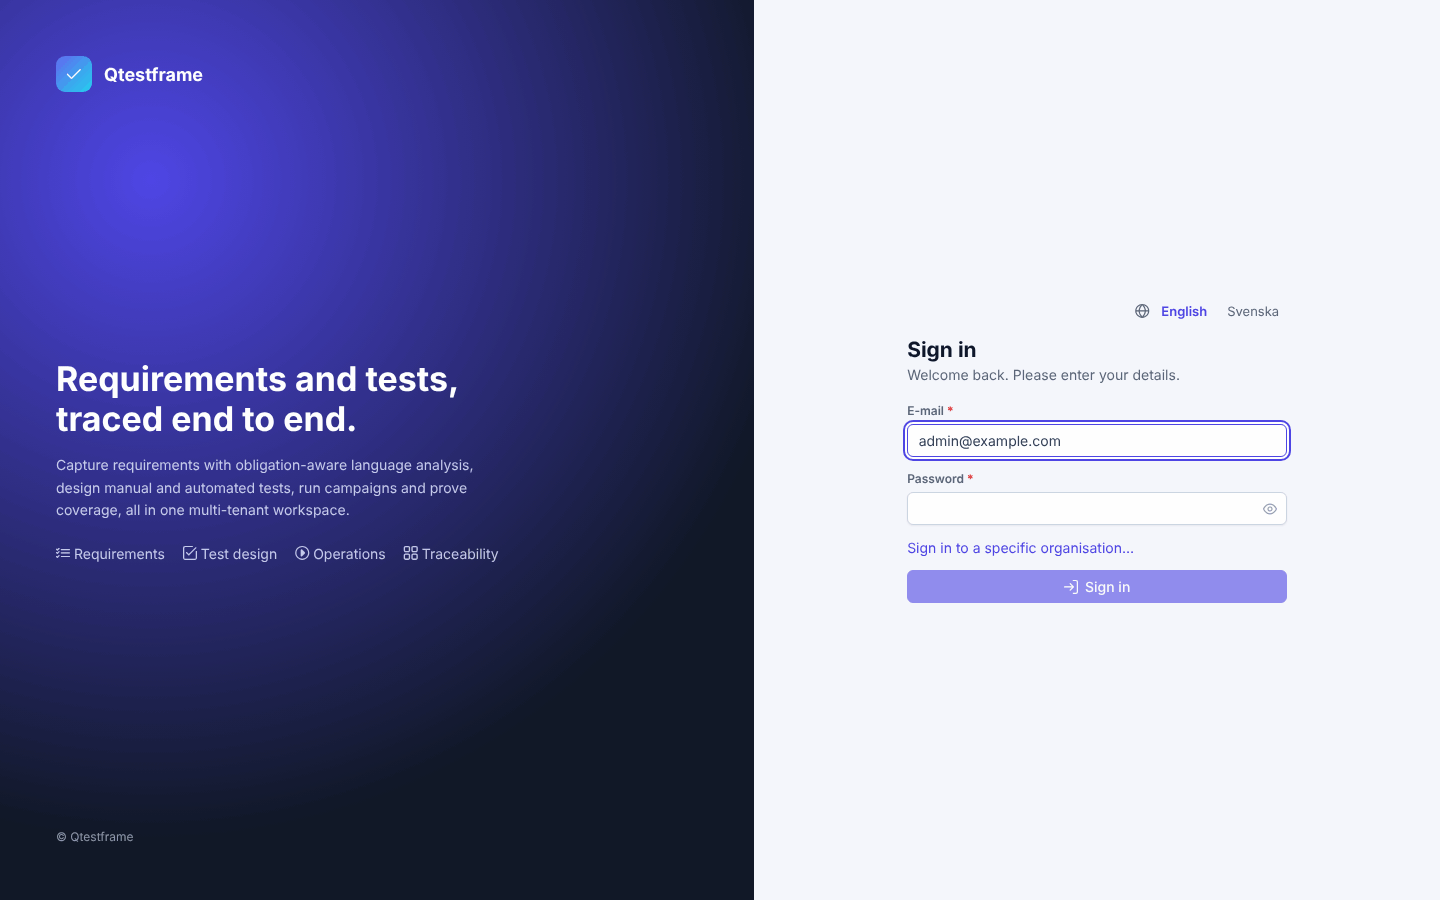 Qtestframe
Requirements and tests,
traced end to end.
Capture requirements with obligation-aware language analysis,
design manual and automated tests, run campaigns and prove
coverage, all in one multi-tenant workspace.
Requirements Test design Operations Traceability
© Qtestframe
English Svenska
Sign in
Welcome back. Please enter your details.
E-mail *
admin@example.com
Password *
Sign in to a specific organisation...
Sign in